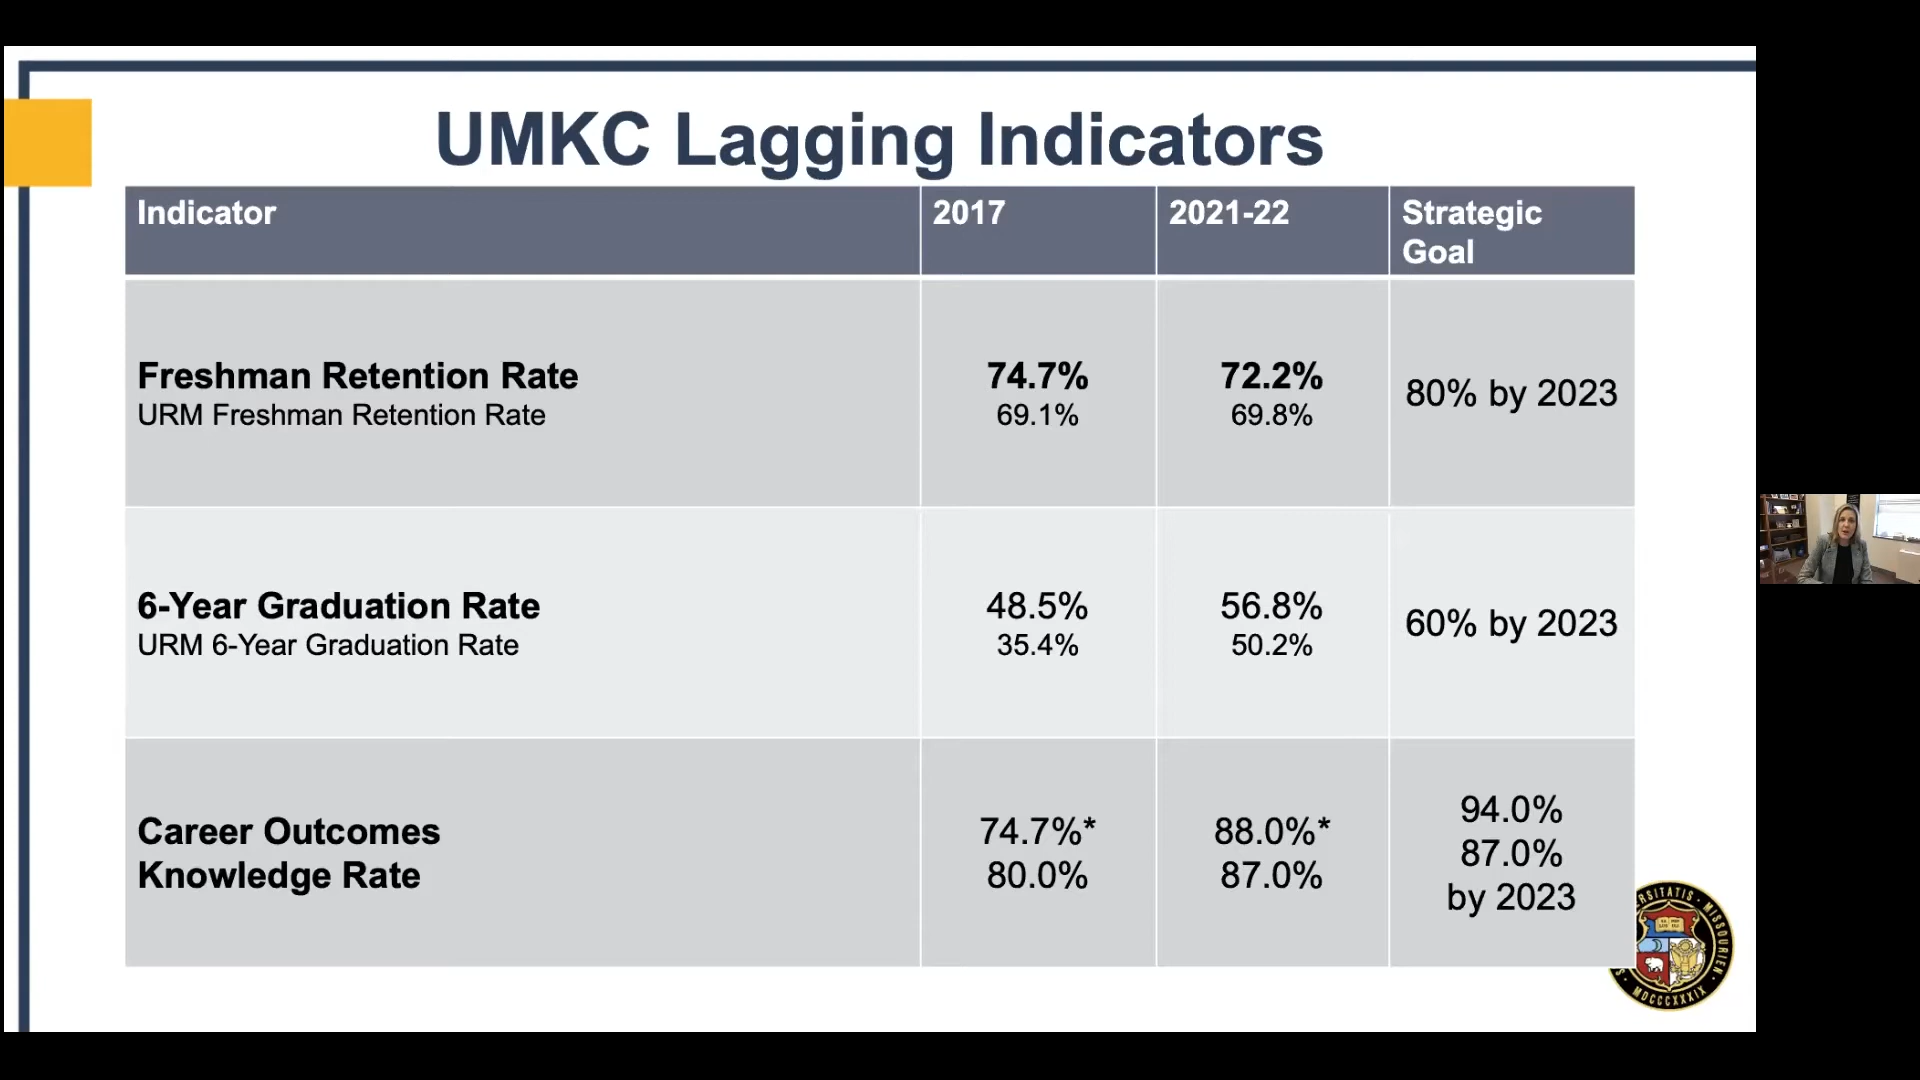 UMKC Lagging Indicators
Indicator
2017
2021-22
Strategic
Goal
Freshman Retention Rate
74.7%
72.2%
80% by 2023
URM Freshman Retention Rate
69.1%
69.8%
6-Year Graduation Rate
48.5%
56.8%
60% by 2023
URM 6-Year Graduation Rate
35.4%
50.2%
Career Outcomes
74.7%*
88.0%*
94.0%
Knowledge Rate
80.0%
87.0%
87.0%
by 2023
MISSOURIEN
MDCCCXXXIX